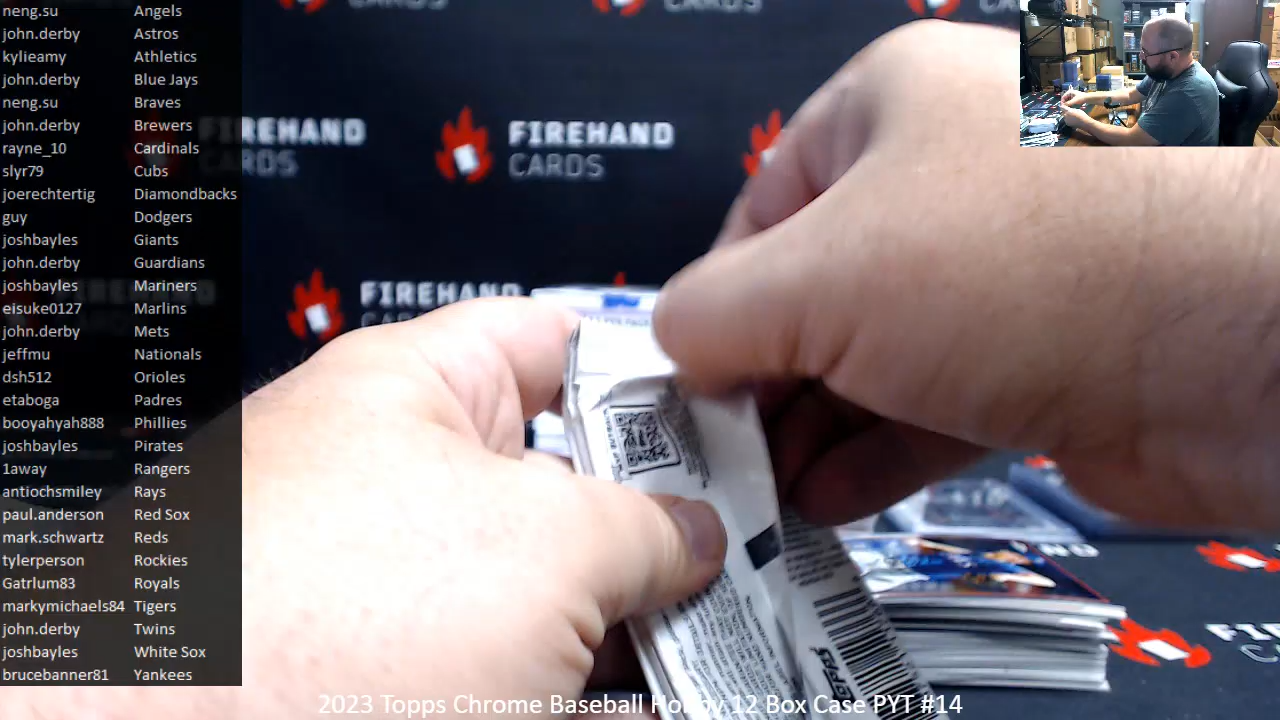 neng.su Angels
john.derby Astros
kylieamy Athletics
john.derby Blue Jays
neng.su Braves
john.derby Brewers
rayne_10 Cardinals
slyr79 Cubs
joerechtertig Diamondbacks
guy Dodgers
joshbayles Giants
john.derby Guardians
joshbayles Mariners
eisuke0127 Marlins
john.derby Mets
jeffmu Nationals
dsh512 Orioles
etaboga Padres
booyahyah888 Phillies
joshbayles Pirates
1away Rangers
antiochsmiley Rays
paul.anderson Red Sox
mark.schwartz Reds
tylerperson Rockies
Gatrlum83 Royals
markymichaels84 Tigers
john.derby Twins
joshbayles White Sox
brucebanner81 Yankees
CARDS
CARDS
FIREHAND
CARDS
FIREHAND
CARDS
FIREHAND
topps
2023 Topps Chrome Baseball Hobby 12 Box Case PYT #14